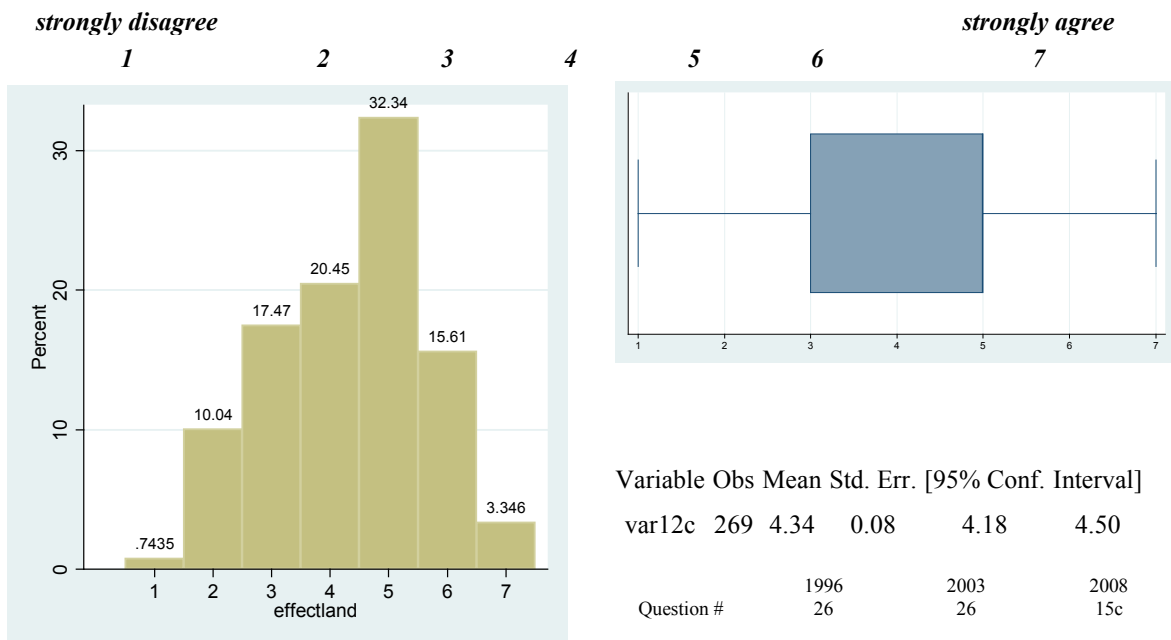 strongly disagree strongly agree
1 2 3 4 5 6 7
32.34
30
20.45
20
17.47
15.61
10.04
10
3.346
.7435
0
Percent
1 2 3 4 5 6 7
effectland
1 2 3 4 5 6 7
Variable Obs Mean Std. Err. [95% Conf. Interval]
var12c 269 4.34 0.08 4.18 4.50
1996 2003 2008
Question # 26 26 15c